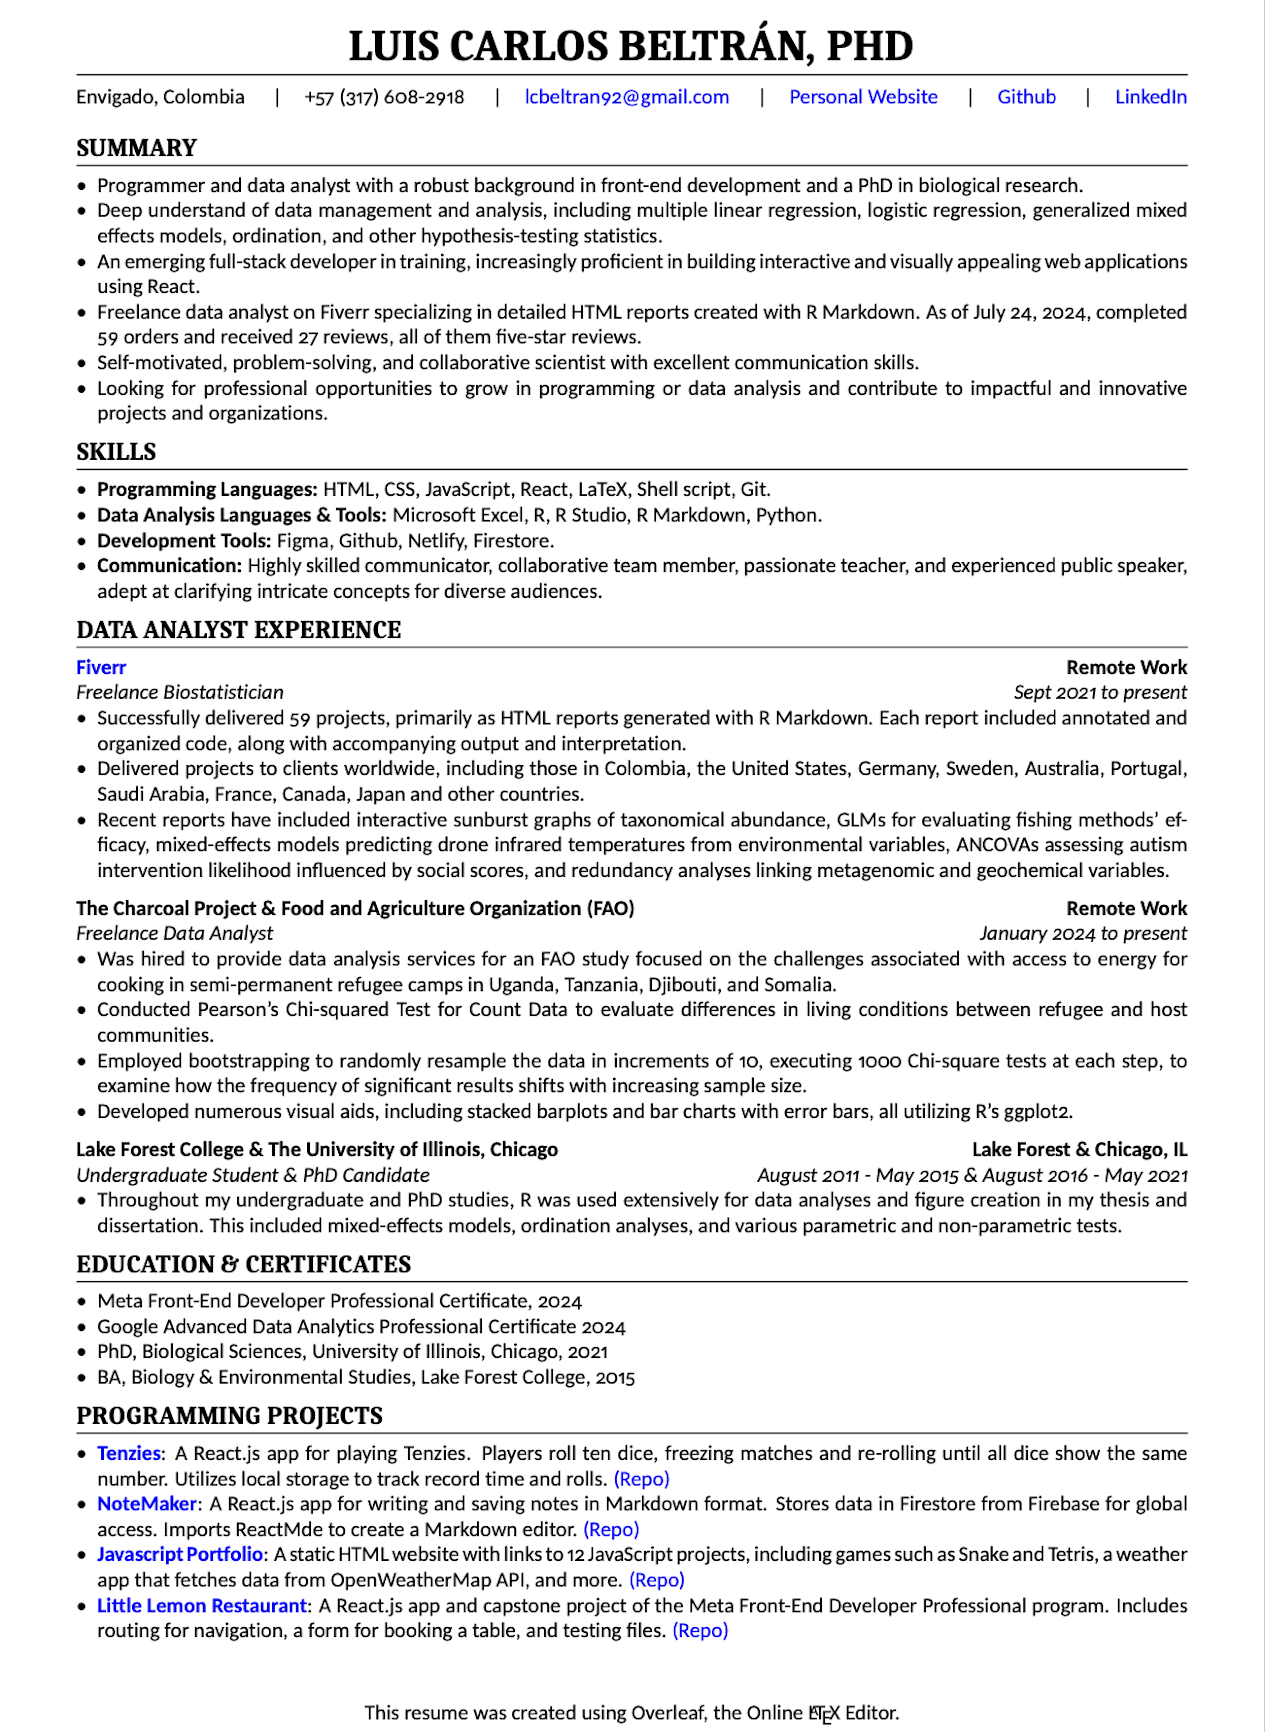 LUIS CARLOS BELTRÁN, PHD
Envigado, Colombia | +57 (317) 608-2918 | lcbeltran92@gmail.com | Personal Website | Github | LinkedIn
SUMMARY
• Programmer and data analyst with a robust background in front-end development and a PhD in biological research.
• Deep understand of data management and analysis, including multiple linear regression, logistic regression, generalized mixed
effects models, ordination, and other hypothesis-testing statistics.
• An emerging full-stack developer in training, increasingly proficient in building interactive and visually appealing web applications
using React.
• Freelance data analyst on Fiverr specializing in detailed HTML reports created with R Markdown. As of July 24, 2024, completed
59 orders and received 27 reviews, all of them five-star reviews.
• Self-motivated, problem-solving, and collaborative scientist with excellent communication skills.
• Looking for professional opportunities to grow in programming or data analysis and contribute to impactful and innovative
projects and organizations.
SKILLS
• Programming Languages: HTML, CSS, JavaScript, React, LaTeX, Shell script, Git.
• Data Analysis Languages & Tools: Microsoft Excel, R, R Studio, R Markdown, Python.
• Development Tools: Figma, Github, Netlify, Firestore.
• Communication: Highly skilled communicator, collaborative team member, passionate teacher, and experienced public speaker,
adept at clarifying intricate concepts for diverse audiences.
DATA ANALYST EXPERIENCE
Fiverr Remote Work
Freelance Biostatistician Sept 2021 to present
• Successfully delivered 59 projects, primarily as HTML reports generated with R Markdown. Each report included annotated and
organized code, along with accompanying output and interpretation.
• Delivered projects to clients worldwide, including those in Colombia, the United States, Germany, Sweden, Australia, Portugal,
Saudi Arabia, France, Canada, Japan and other countries.
• Recent reports have included interactive sunburst graphs of taxonomical abundance, GLMs for evaluating fishing methods’ ef-
ficacy, mixed-effects models predicting drone infrared temperatures from environmental variables, ANCOVAs assessing autism
intervention likelihood influenced by social scores, and redundancy analyses linking metagenomic and geochemical variables.
The Charcoal Project & Food and Agriculture Organization (FAO) Remote Work
Freelance Data Analyst January 2024 to present
• Was hired to provide data analysis services for an FAO study focused on the challenges associated with access to energy for
cooking in semi-permanent refugee camps in Uganda, Tanzania, Djibouti, and Somalia.
• Conducted Pearson’s Chi-squared Test for Count Data to evaluate differences in living conditions between refugee and host
communities.
• Employed bootstrapping to randomly resample the data in increments of 10, executing 1000 Chi-square tests at each step, to
examine how the frequency of significant results shifts with increasing sample size.
• Developed numerous visual aids, including stacked barplots and bar charts with error bars, all utilizing R’s ggplot2.
Lake Forest College & The University of Illinois, Chicago Lake Forest & Chicago, IL
Undergraduate Student & PhD Candidate August 2011 - May 2015 & August 2016 - May 2021
• Throughout my undergraduate and PhD studies, R was used extensively for data analyses and figure creation in my thesis and
dissertation. This included mixed-effects models, ordination analyses, and various parametric and non-parametric tests.
EDUCATION & CERTIFICATES
• Meta Front-End Developer Professional Certificate, 2024
• Google Advanced Data Analytics Professional Certificate 2024
• PhD, Biological Sciences, University of Illinois, Chicago, 2021
• BA, Biology & Environmental Studies, Lake Forest College, 2015
PROGRAMMING PROJECTS
• Tenzies: A React.js app for playing Tenzies. Players roll ten dice, freezing matches and re-rolling until all dice show the same
number. Utilizes local storage to track record time and rolls. (Repo)
• NoteMaker: A React.js app for writing and saving notes in Markdown format. Stores data in Firestore from Firebase for global
access. Imports ReactMde to create a Markdown editor. (Repo)
• Javascript Portfolio: A static HTML website with links to 12 JavaScript projects, including games such as Snake and Tetris, a weather
app that fetches data from OpenWeatherMap API, and more. (Repo)
• Little Lemon Restaurant: A React.js app and capstone project of the Meta Front-End Developer Professional program. Includes
routing for navigation, a form for booking a table, and testing files. (Repo)
This resume was created using Overleaf, the Online LATEX Editor.